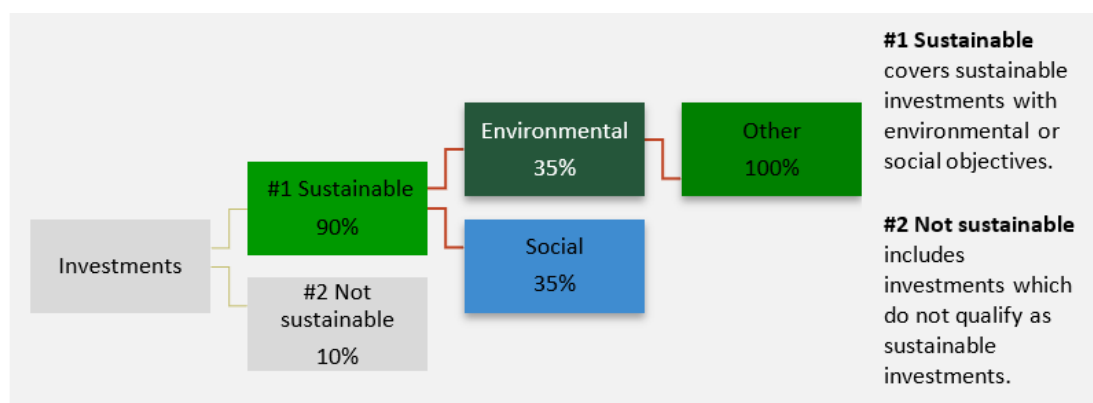 Investments
#1 Sustainable
90%
#2 Not
sustainable
10%
Environmental
35%
Social
35%
Other
100%
#1 Sustainable
covers sustainable
investments with
environmental or
social objectives.
#2 Not sustainable
includes
investments which
do not qualify as
sustainable
investments.